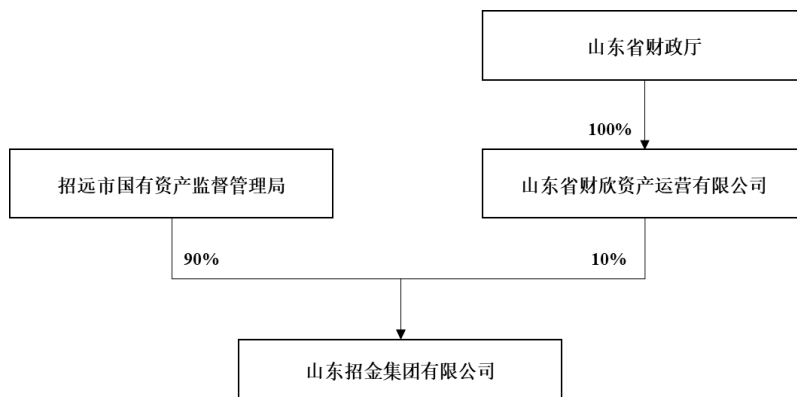 山东省财政厅
100%
招远市国有资产监督管理局
山东省财欣资产运营有限公司
90%
10%
山东招金集团有限公司